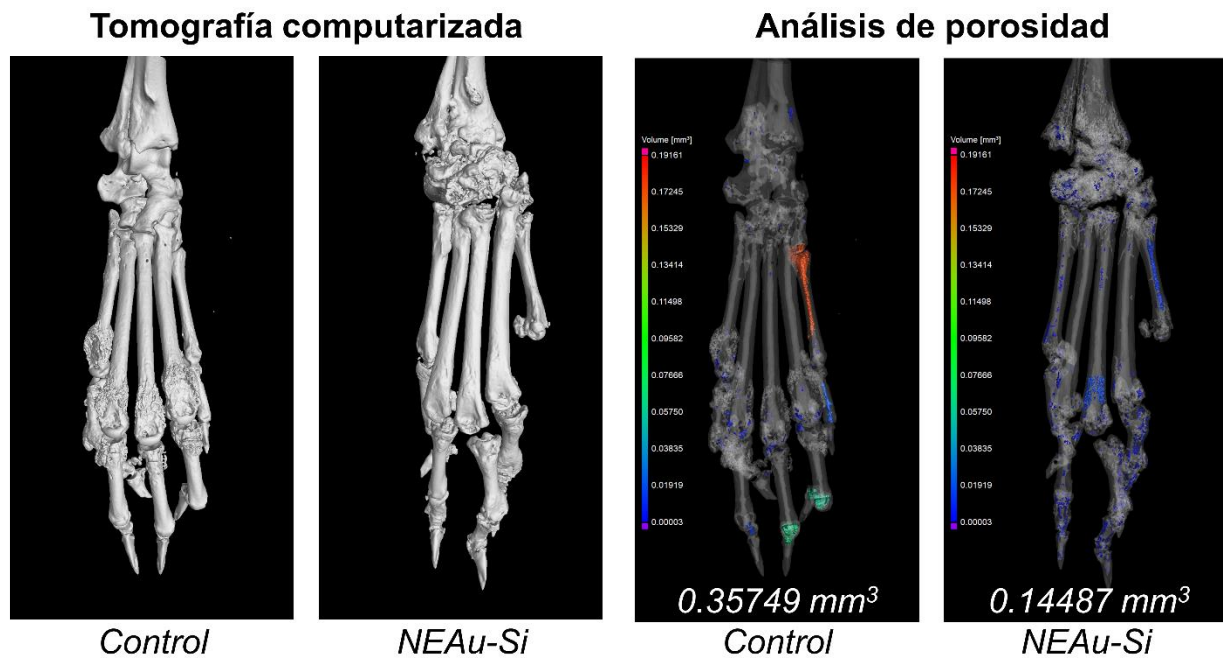 Tomografía computarizada
Análisis de porosidad
Volume [mm³]
0.19161
0.17245
0.15329
0.13414
0.11498
0.09582
0.07666
0.05750
0.03835
0.01919
0.00003
Volume [mm³]
0.19161
0.17245
0.15329
0.13414
0.11498
0.09582
0.07666
0.05750
0.03835
0.01919
0.00003
0.35749 mm³
0.14487 mm³
Control
NEAu-Si
Control
NEAu-Si